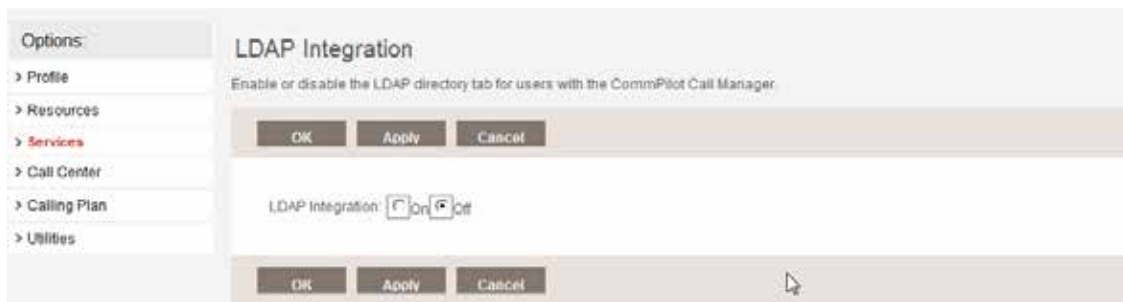 Options:
LDAP Integration
Enable or disable the LDAP directory tab for users with the CommPilot Call Manager.
> Profile
> Resources
> Services
> Call Center
> Calling Plan
> Utilities
OK Apply Cancel
LDAP Integration: On Off
OK Apply Cancel